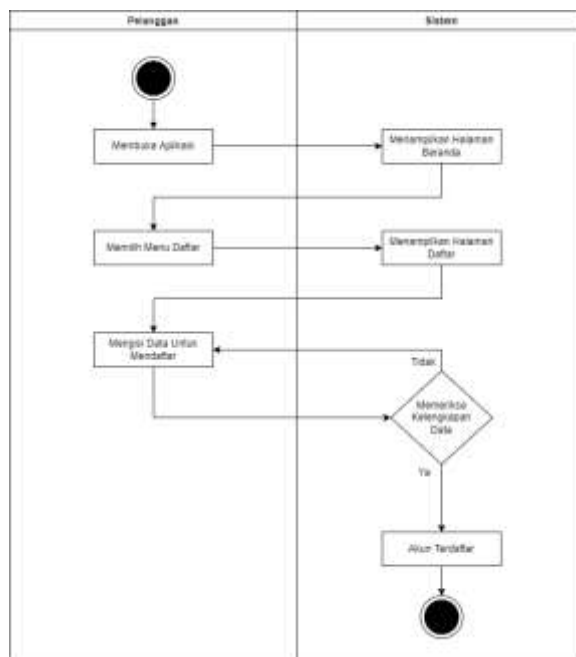 Pelanggan
Sistem
Membuka Aplikasi
Menampilkan Halaman
Beranda
Memilih Menu Daftar
Menampilkan Halaman
Daftar
Mengisi Data Untuk
Mendaftar
Tidak
Memeriksa
Kelengkapan
Data
Ya
Akun Terdaftar